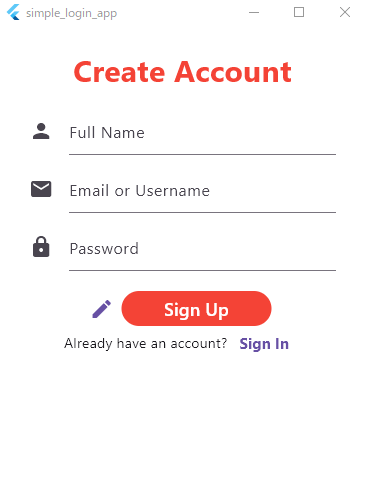 simple_login_app
Create Account
Full Name
Email or Username
Password
Sign Up
Already have an account? Sign In